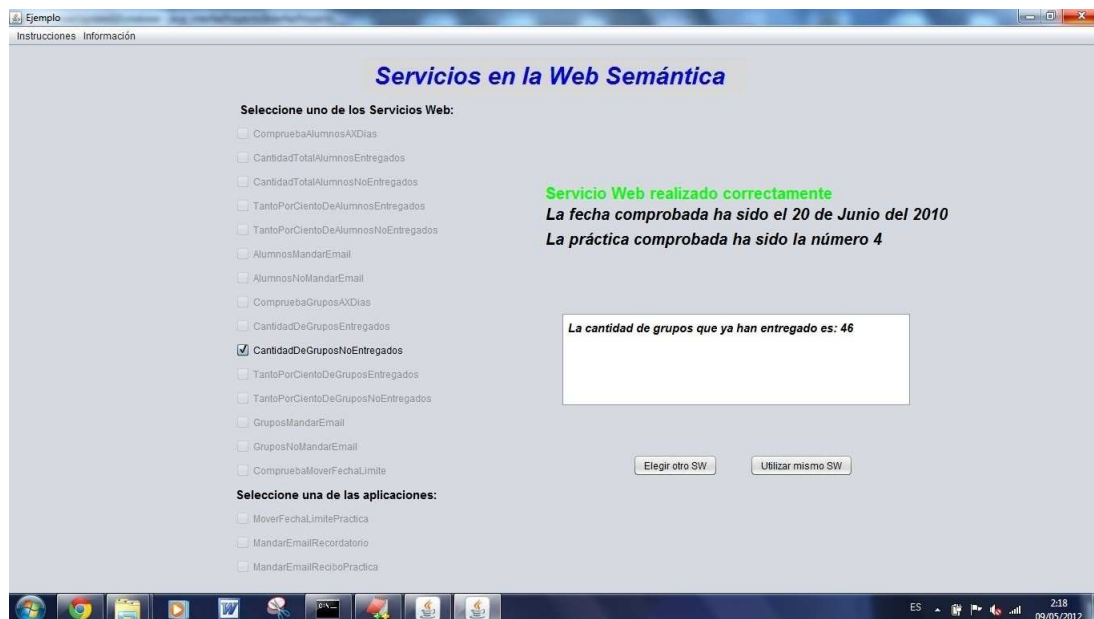 Ejemplo
Instrucciones Información
Servicios en la Web Semántica
Seleccione uno de los Servicios Web:
CompruebaAlumnosAXDias
CantidadTotalAlumnosEntregados
CantidadTotalAlumnosNoEntregados
TantoPorCientoDeAlumnosEntregados
TantoPorCientoDeAlumnosNoEntregados
AlumnosMandarEmail
AlumnosNoMandarEmail
CompruebaGruposAXDias
CantidadDeGruposEntregados
CantidadDeGruposNoEntregados
TantoPorCientoDeGruposEntregados
TantoPorCientoDeGruposNoEntregados
GruposMandarEmail
GruposNoMandarEmail
CompruebaMoverFechaLimite
Seleccione una de las aplicaciones:
MoverFechaLimitePractica
MandarEmailRecordatorio
MandarEmailReciboPractica
Servicio Web realizado correctamente
La fecha comprobada ha sido el 20 de Junio del 2010
La práctica comprobada ha sido la número 4
La cantidad de grupos que ya han entregado es: 46
Elegir otro SW
Utilizar mismo SW
ES
2:18
09/05/2012